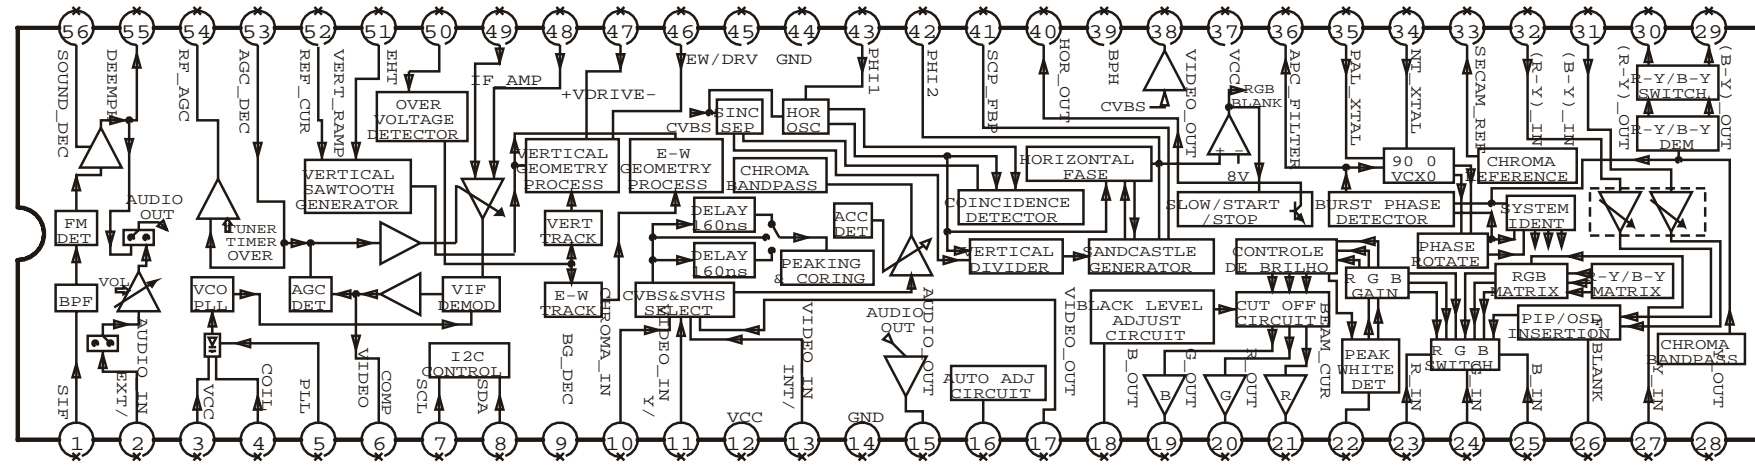 56 55 54 53 52 51 50 49 48 47 46 45 44 43 42 41 40 39 38 37 36 35 34 33 32 31 30 29
SOUND_DEC
DEEMPH
RF_AGC
AGC_DEC
REF_CUR
VERT_RAMP
EHT
IF_AMP
+VDRIVE-
EW/DRV
GND
PHI1
PHI2
SCP_FBP
HOR_OUT
BPH
VIDEO_OUT
VCC
APC_FILTER
PAL_XTAL
NT_XTAL
SECAM_REF
(R-Y)_IN
(B-Y)_IN
(R-Y)_OUT
(B-Y)_OUT
OVER
VOLTAGE
DETECTOR
CVBS
SINC
SEP
HOR
OSC
CVBS
RGB
BLANK
+ -
8V
R-Y/B-Y
SWITCH
R-Y/B-Y
DEM
VERTICAL
SAWTOOTH
GENERATOR
VERTICAL
GEOMETRY
PROCESS
E-W
GEOMETRY
PROCESS
CHROMA
BANDPASS
HORIZONTAL
FASE
90 0
VCX0
CHROMA
REFERENCE
AUDIO
OUT
FM
DET
TUNER
TIMER
OVER
VERT
TRACK
DELAY
160ns
DELAY
160ns
ACC
DET
COINCIDENCE
DETECTOR
SLOW/START
/STOP
BURST PHASE
DETECTOR
SYSTEM
IDENT
PHASE
ROTATE
PEAKING
& CORING
VERTICAL
DIVIDER
SANDCASTLE
GENERATOR
CONTROLE
DE BRILHO
R G B
GAIN
RGB
MATRIX
R-Y/B-Y
MATRIX
BPF
VOL
VCO
PLL
AGC
DET
VIF
DEMOD
E-W
TRACK
CVBS&SVHS
SELECT
BLACK LEVEL
ADJUST
CIRCUIT
CUT OFF
CIRCUIT
PIP/OSD
INSERTION
CHROMA
BANDPASS
I2C
CONTROL
AUDIO
OUT
AUTO ADJ
CIRCUIT
B
G
R
PEAK
WHITE
DET
R G B
SWITCH
SIF
EXT/
AUDIO_IN
VCC
COIL
PLL
VIDEO
COMP
SCL
SDA
BG_DEC
CHROMA_IN
Y/
VIDEO_IN
VCC
INT/
VIDEO_IN
GND
AUDIO_OUT
VIDEO_OUT
B_OUT
G_OUT
R_OUT
BEAM_CUR
R_IN
G_IN
B_IN
BLANK
Y_IN
Y_OUT
1 2 3 4 5 6 7 8 9 10 11 12 13 14 15 16 17 18 19 20 21 22 23 24 25 26 27 28